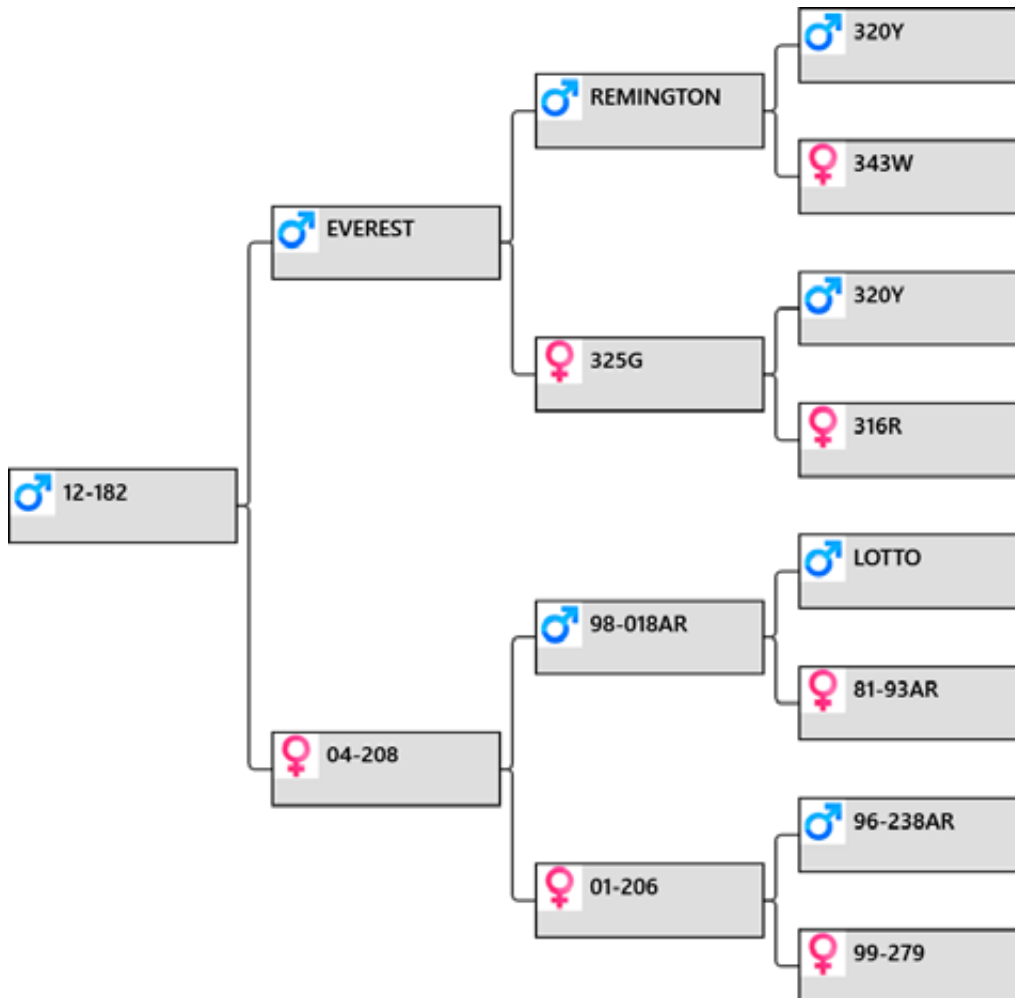 320Y
REMINGTON
343W
EVEREST
320Y
325G
316R
12-182
LOTTO
98-018AR
81-93AR
04-208
96-238AR
01-206
99-279